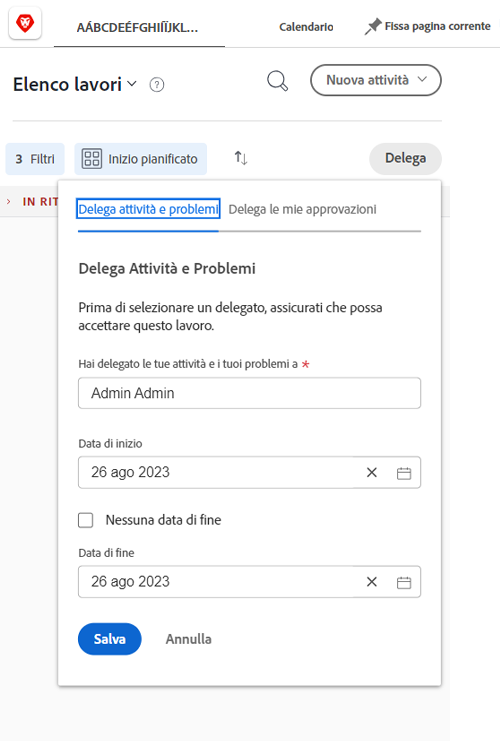 AÁBCDEÉFGHIÍÏJKL...
Calendario
Fissa pagina corrente
Elenco lavori
?
Nuova attività
3 Filtri
Inizio pianificato
Delega
IN RIT
Delega attività e problemi
Delega le mie approvazioni
Delega Attività e Problemi
Prima di selezionare un delegato, assicurati che possa
accettare questo lavoro.
Hai delegato le tue attività e i tuoi problemi a *
Admin Admin
Data di inizio
26 ago 2023
Nessuna data di fine
Data di fine
26 ago 2023
Salva
Annulla